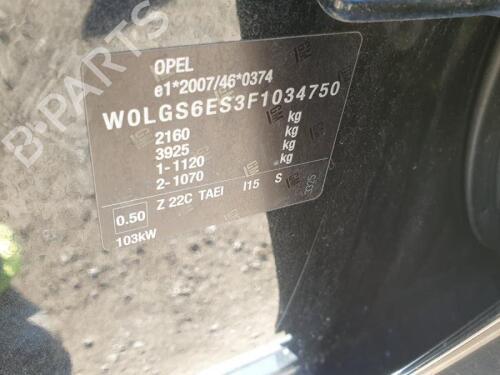 OPEL
e1*2007/46*0374
W0LGS6ES3F1034750
2160 kg
3925 kg
1-1120 kg
2-1070
0.50 Z 22C TAEI I15 S
103kW
3325
B-PARTS